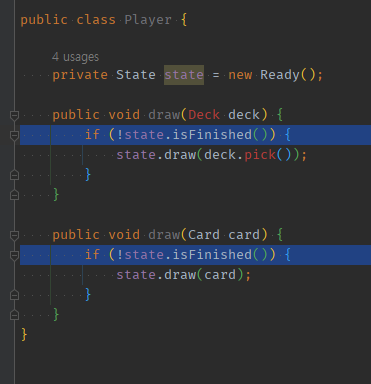 public class Player {
4 usages
private State state = new Ready();
public void draw(Deck deck) {
if (!state.isFinished()) {
state.draw(deck.pick());
}
}
public void draw(Card card) {
if (!state.isFinished()) {
state.draw(card);
}
}
}